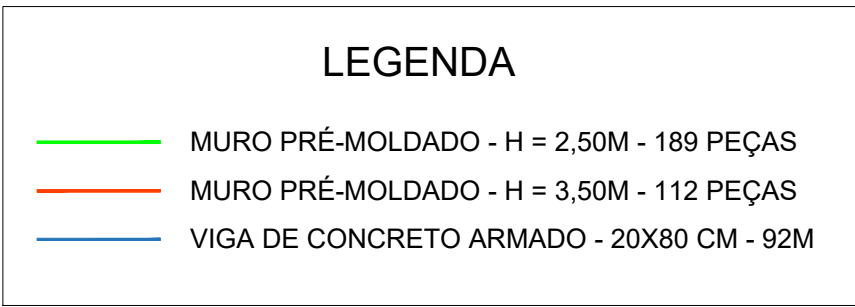 LEGENDA
MURO PRÉ-MOLDADO - H = 2,50M - 189 PEÇAS
MURO PRÉ-MOLDADO - H = 3,50M - 112 PEÇAS
VIGA DE CONCRETO ARMADO - 20X80 CM - 92M